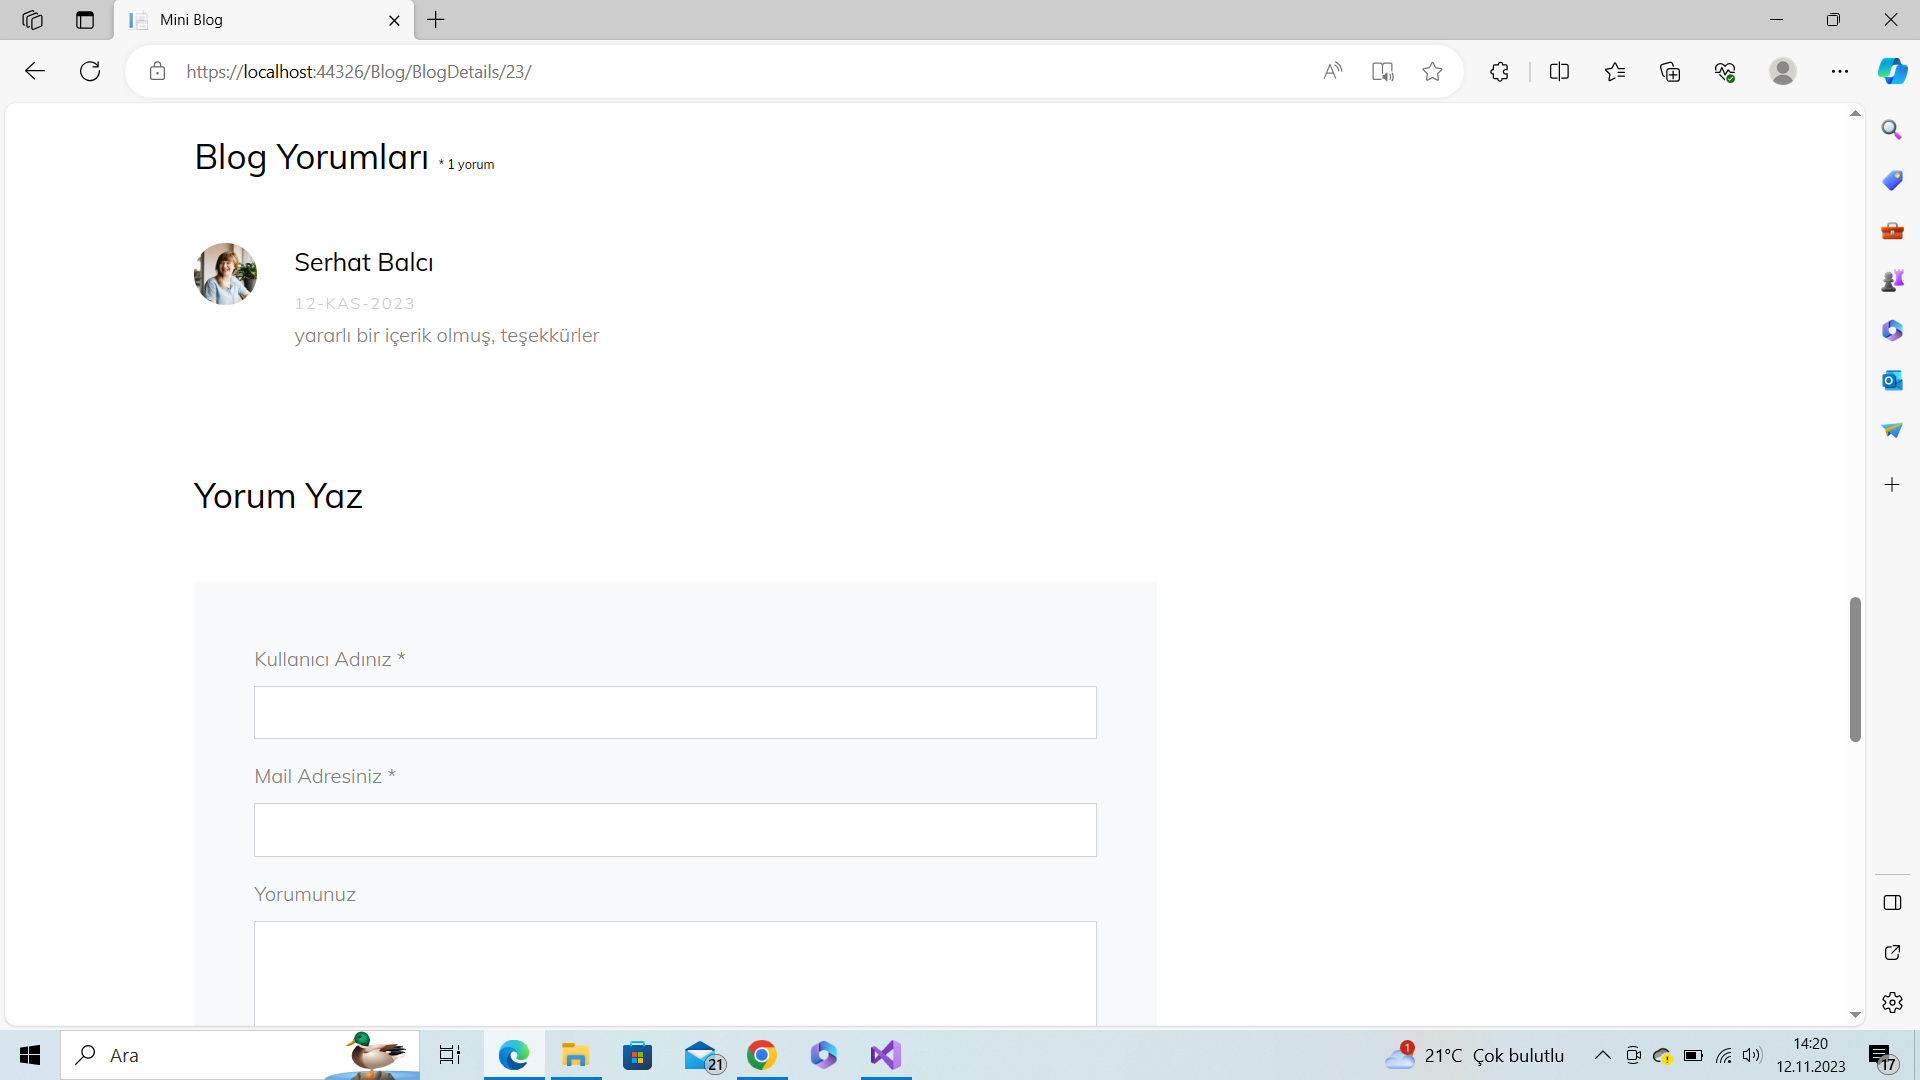 Mini Blog
https://localhost:44326/Blog/BlogDetails/23/
Blog Yorumları * 1 yorum
Serhat Balcı
12-KAS-2023
yararlı bir içerik olmuş, teşekkürler
Yorum Yaz
Kullanıcı Adınız *
Mail Adresiniz *
Yorumunuz
Ara
21
1
21°C Çok bulutlu
14:20
12.11.2023
17